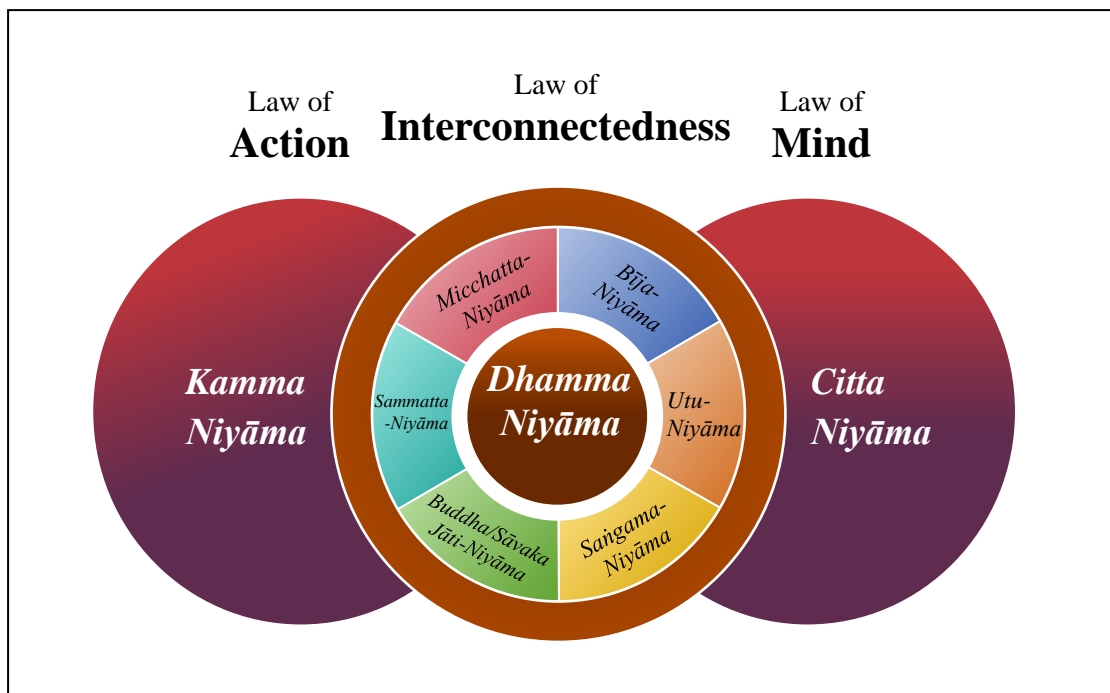 Law of
Action
Law of
Interconnectedness
Law of
Mind
Kamma
Niyāma
Micchatta-
Niyāma
Bīja-
Niyāma
Sammatta
-Niyāma
Dhamma
Niyāma
Utu-
Niyāma
Buddha/Sāvaka
Jāti-Niyāma
Saṅgama-
Niyāma
Citta
Niyāma